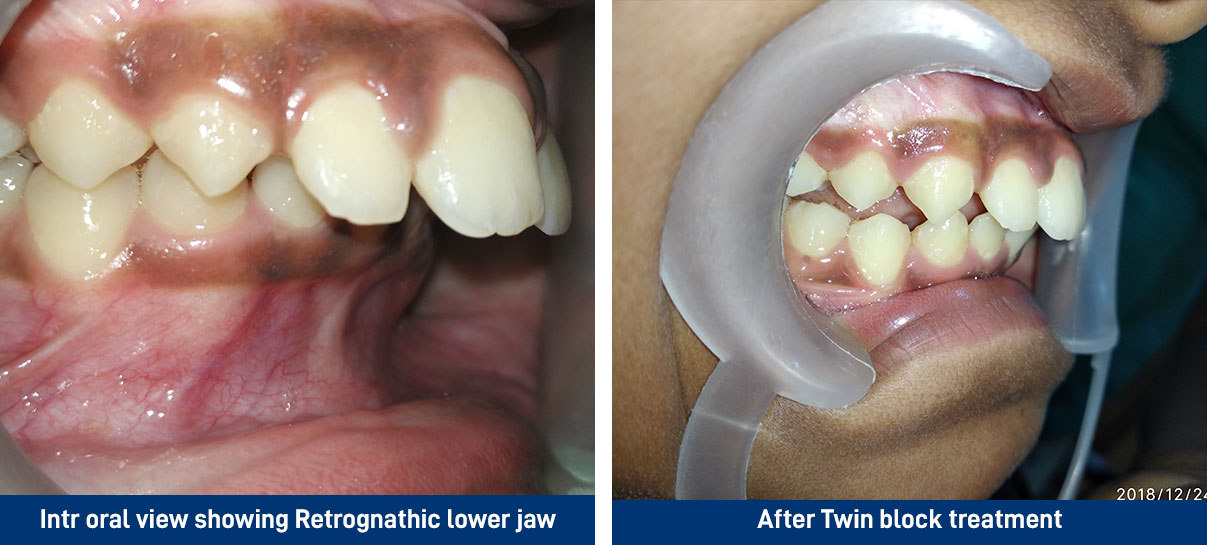 2018/12/24
Intr oral view showing Retrognathic lower jaw
After Twin block treatment